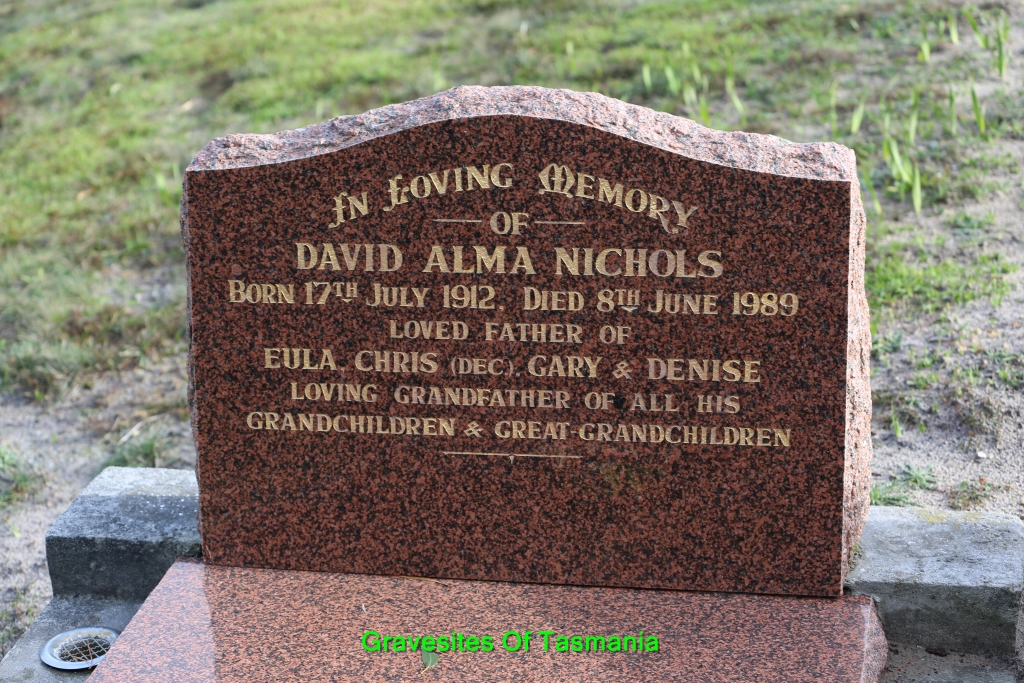 In Loving Memory
OF
DAVID ALMA NICHOLS
BORN 17TH JULY 1912. DIED 8TH JUNE 1989
LOVED FATHER OF
EULA, CHRIS (DEC), GARY & DENISE
LOVING GRANDFATHER OF ALL HIS
GRANDCHILDREN & GREAT-GRANDCHILDREN
Gravesites Of Tasmania